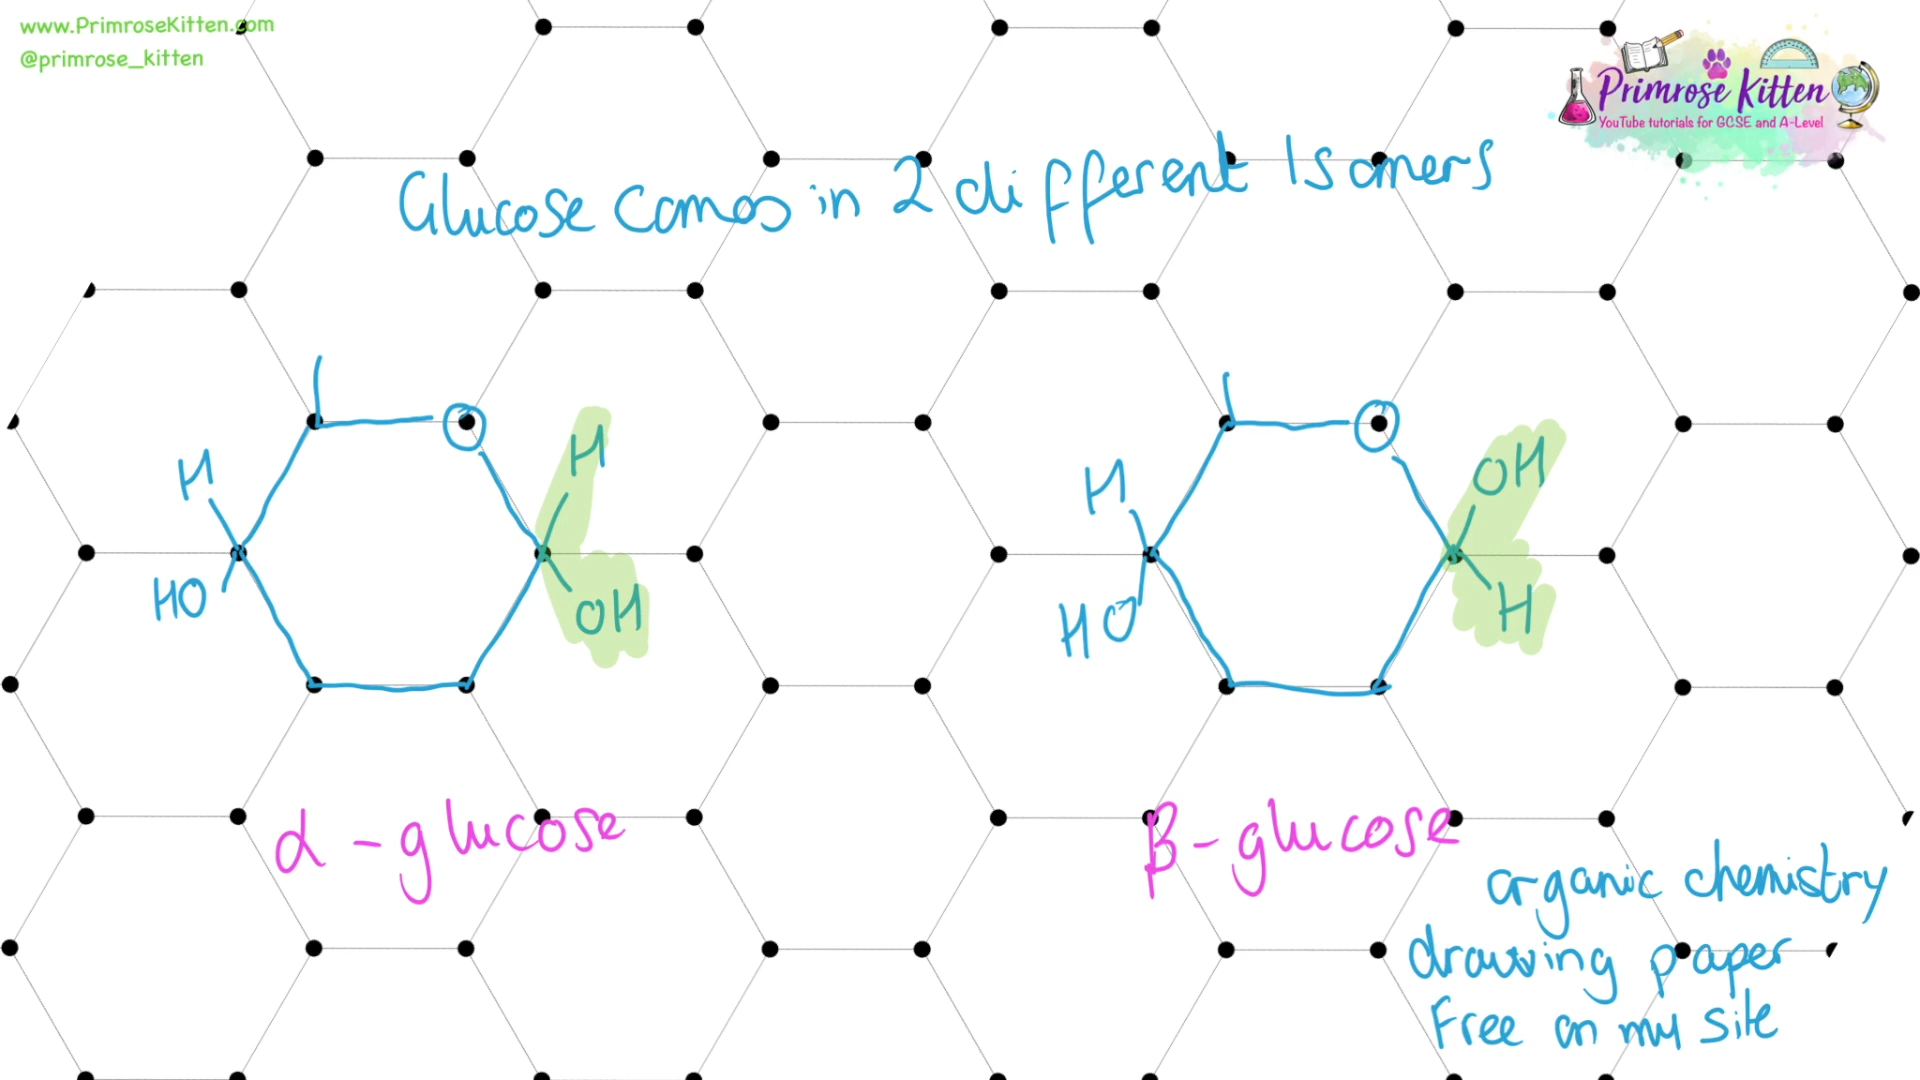 www.PrimroseKitten.com
@primrose_kitten
Primrose Kitten
YouTube tutorials for GCSE and A-Level
Glucose comes in 2 different Isomers
H
HO
O
H
OH
H
HO
O
OH
H
α-glucose
β-glucose
organic chemistry
drawing paper
Free on my site